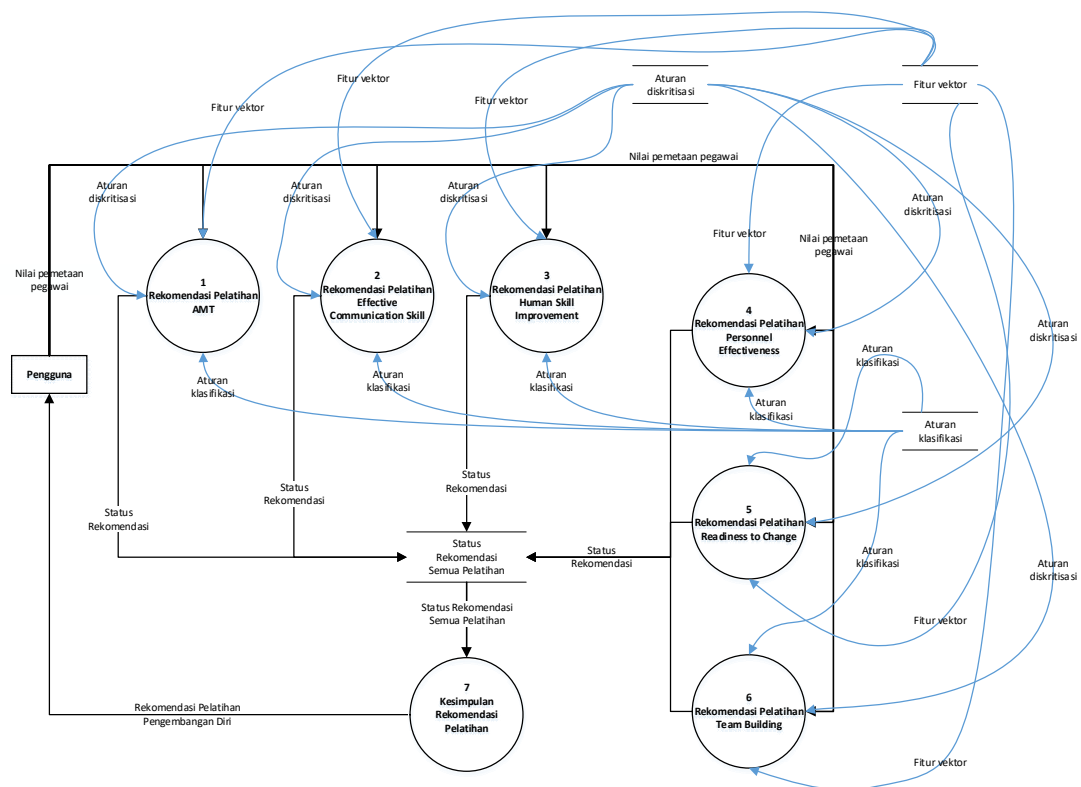 Fitur vektor
Fitur vektor
Fitur vektor
Aturan
diskritisasi
Fitur vektor
Fitur vektor
Nilai pemetaan pegawai
Aturan
diskritisasi
Aturan
diskritisasi
Aturan
diskritisasi
Aturan
diskritisasi
Fitur vektor
Nilai pemetaan
pegawai
Nilai pemetaan
pegawai
1
Rekomendasi Pelatihan
AMT
2
Rekomendasi Pelatihan
Effective
Communication Skill
3
Rekomendasi Pelatihan
Human Skill
Improvement
4
Rekomendasi Pelatihan
Personnel
Effectiveness
Aturan
diskritisasi
Aturan
klasifikasi
Pengguna
Aturan
klasifikasi
Aturan
klasifikasi
Aturan
klasifikasi
Aturan
klasifikasi
Aturan
klasifikasi
Status
Rekomendasi
Status
Rekomendasi
Status
Rekomendasi
5
Rekomendasi Pelatihan
Readiness to Change
Status
Rekomendasi
Semua Pelatihan
Status
Rekomendasi
Aturan
klasifikasi
Aturan
diskritisasi
Status Rekomendasi
Semua Pelatihan
Fitur vektor
7
Kesimpulan
Rekomendasi
Pelatihan
6
Rekomendasi Pelatihan
Team Building
Rekomendasi Pelatihan
Pengembangan Diri
Fitur vektor